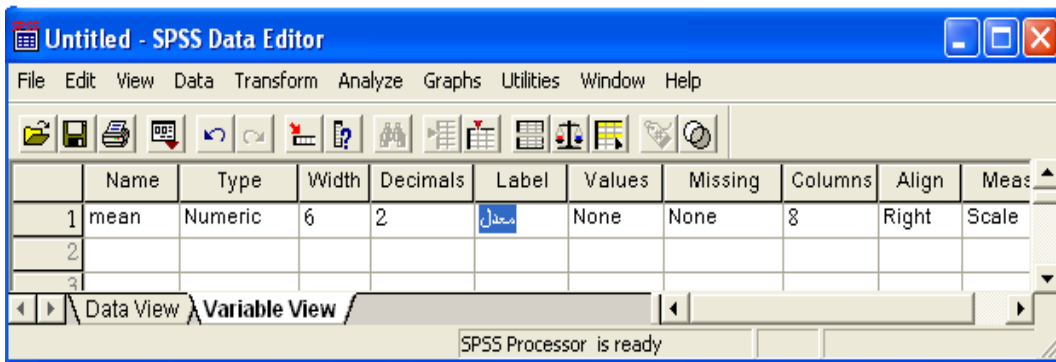 SPSS
Untitled - SPSS Data Editor
File Edit View Data Transform Analyze Graphs Utilities Window Help
Name Type Width Decimals Label Values Missing Columns Align Meas
1 mean Numeric 6 2 معدل None None 8 Right Scale
2
3
Data View Variable View
SPSS Processor is ready